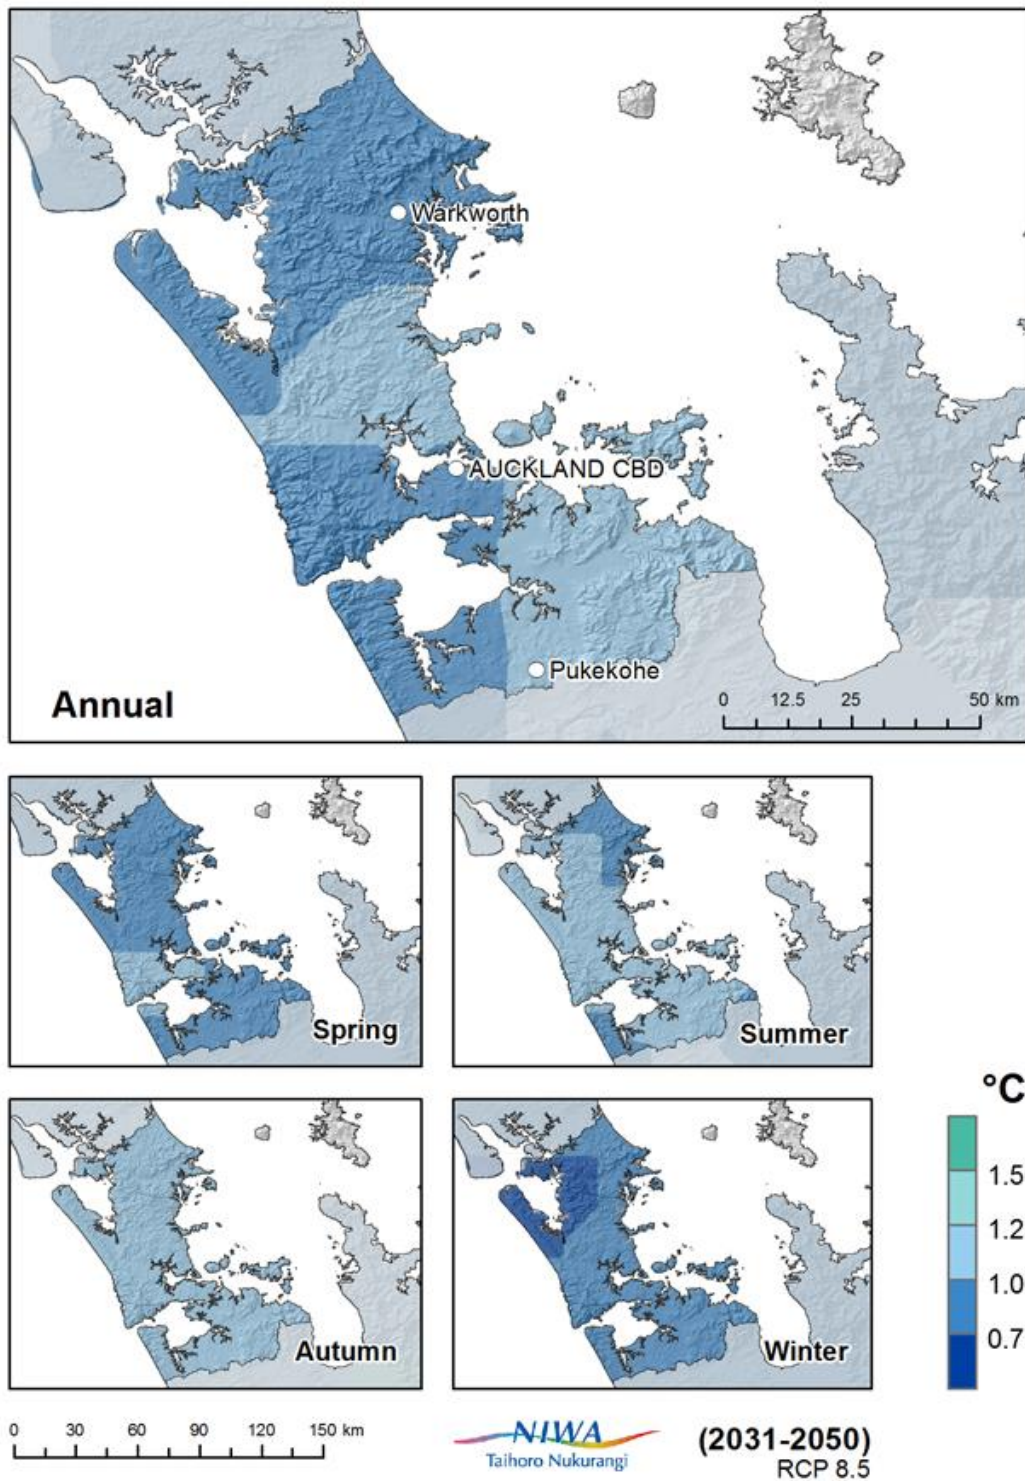 Warkworth
AUCKLAND CBD
Pukekohe
Annual
0 12.5 25 50 km
Spring
Summer
Autumn
Winter
°C
1.5
1.2
1.0
0.7
0 30 60 90 120 150 km
NIWA
Taihoro Nukurangi
(2031-2050)
RCP 8.5